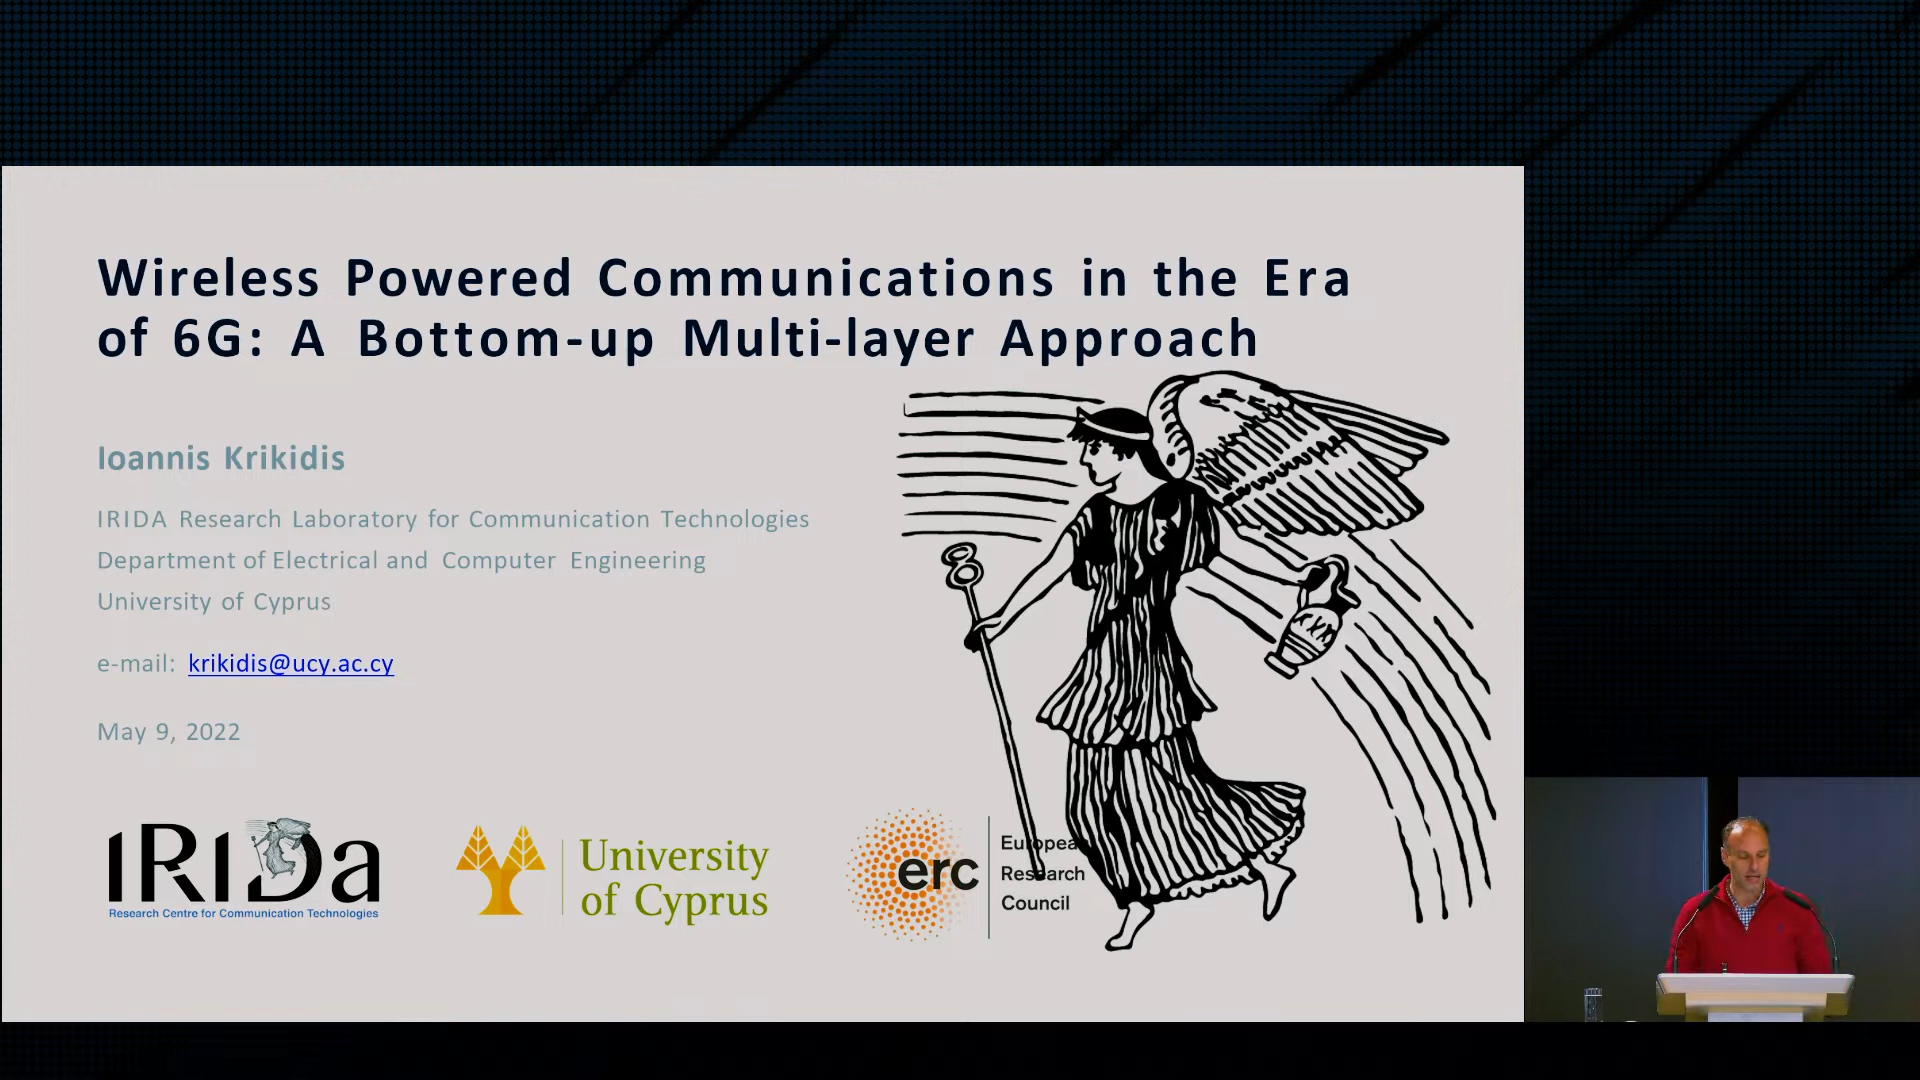 Wireless Powered Communications in the Era
of 6G: A Bottom-up Multi-layer Approach
Ioannis Krikidis
IRIDA Research Laboratory for Communication Technologies
Department of Electrical and Computer Engineering
University of Cyprus
e-mail: krikidis@ucy.ac.cy
May 9, 2022
IRIDa
Research Centre for Communication Technologies
University
of Cyprus
erc
European
Research
Council